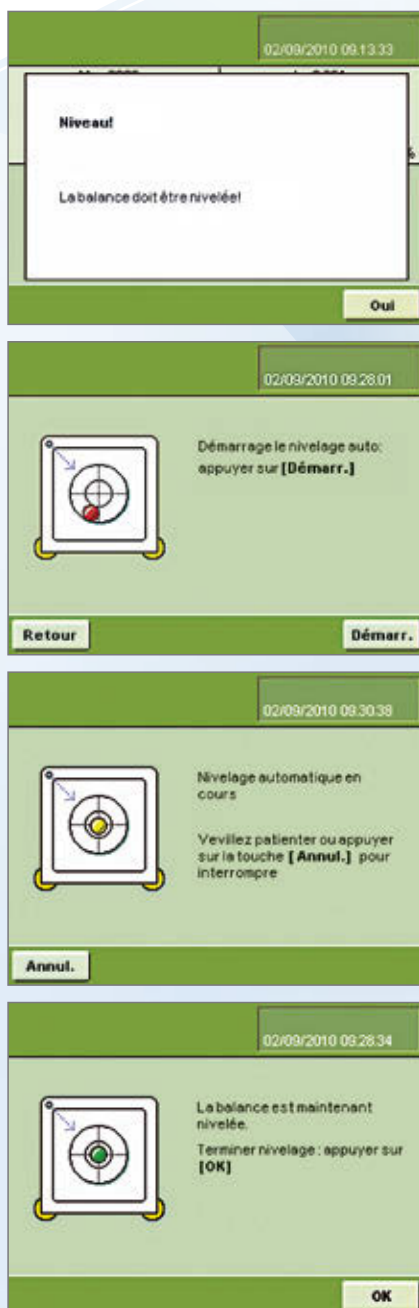 02/09/2010 09.13.33
Niveau!
%
La balance doit être nivelée!
Oui
02/09/2010 09.28.01
Démarrage le nivelage auto:
appuyer sur [Démarr.]
Retour
Démarr.
02/09/2010 09.30.38
Nivelage automatique en
cours
Vevillez patienter ou appuyer
sur la touche [ Annul.] pour
interrompre
Annul.
02/09/2010 09.28.34
La balance est maintenant
nivelée.
Terminer nivelage : appuyer sur
[OK]
OK